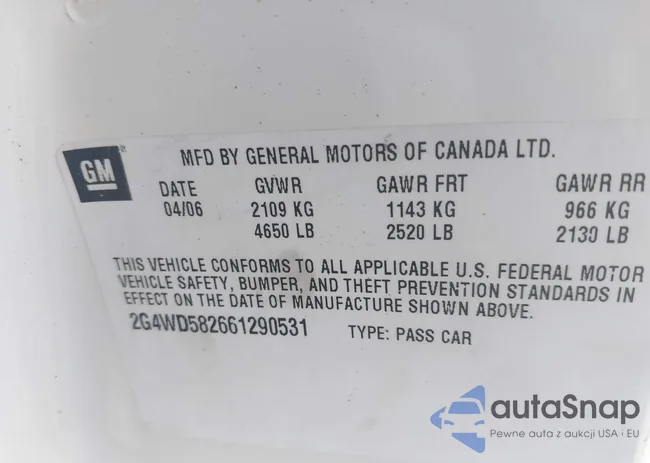 GM
MFD BY GENERAL MOTORS OF CANADA LTD.
DATE GVWR GAWR FRT GAWR RR
04/06 2109 KG 1143 KG 966 KG
4650 LB 2520 LB 2130 LB
THIS VEHICLE CONFORMS TO ALL APPLICABLE U.S. FEDERAL MOTOR
VEHICLE SAFETY, BUMPER, AND THEFT PREVENTION STANDARDS IN
EFFECT ON THE DATE OF MANUFACTURE SHOWN ABOVE.
2G4WD582661290531 TYPE: PASS CAR
autaSnap
Pewne auta z aukcji USA i EU